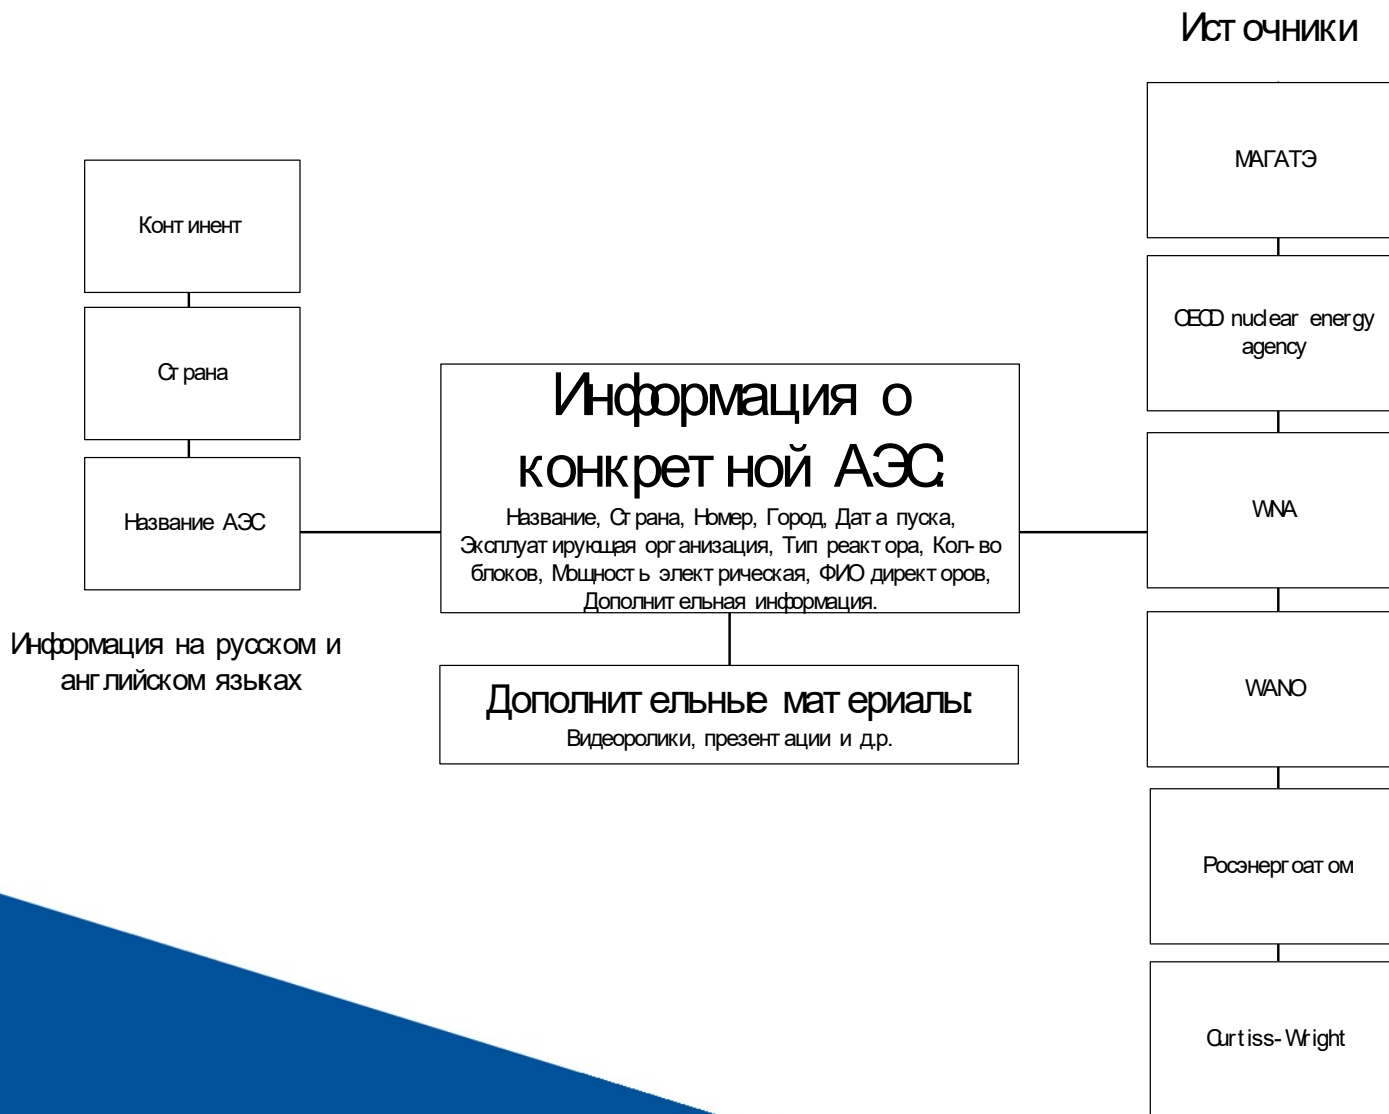 Источники
МАГАТЭ
Континент
OECD nuclear energy
agency
Страна
Информация о
конкретной АЭС:
Название, Страна, Номер, Город, Дата пуска,
Эксплуатирующая организация, Тип реактора, Кол-во
блоков, Мощность электрическая, ФИО директоров,
Дополнительная информация.
Название АЭС
WNA
Информация на русском и
английском языках
Дополнительные материалы:
Видеоролики, презентации и д.р.
WANO
Росэнергоатом
Curtiss-Wright